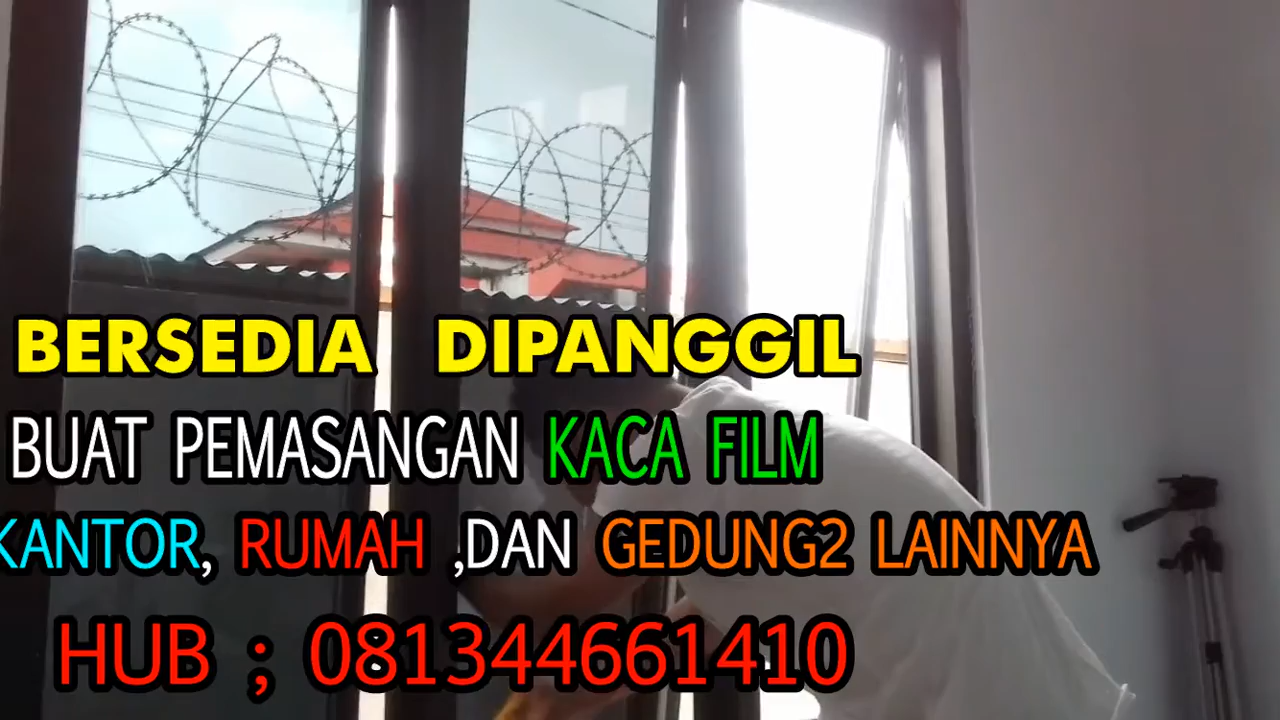 BERSEDIA DIPANGGIL
BUAT PEMASANGAN KACA FILM
KANTOR, RUMAH ,DAN GEDUNG2 LAINNYA
HUB ; 081344661410